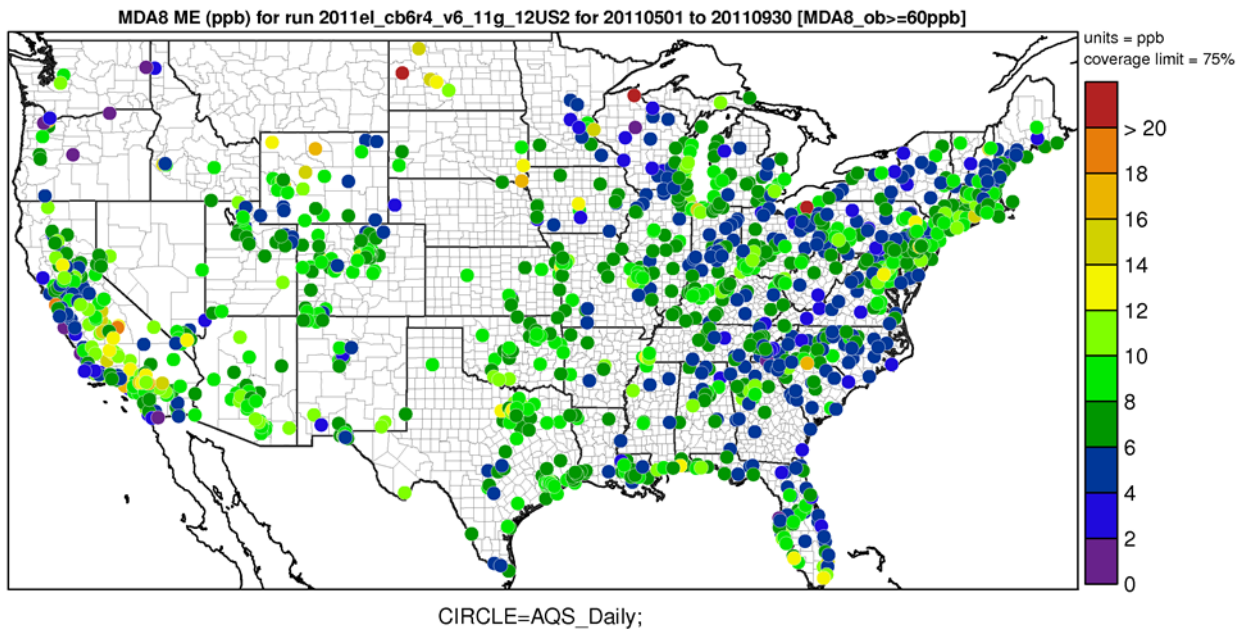 MDA8 ME (ppb) for run 2011el_cb6r4_v6_11g_12US2 for 20110501 to 20110930 [MDA8_ob>=60ppb]
units = ppb
coverage limit = 75%
> 20
18
16
14
12
10
8
6
4
2
0
CIRCLE=AQS_Daily;